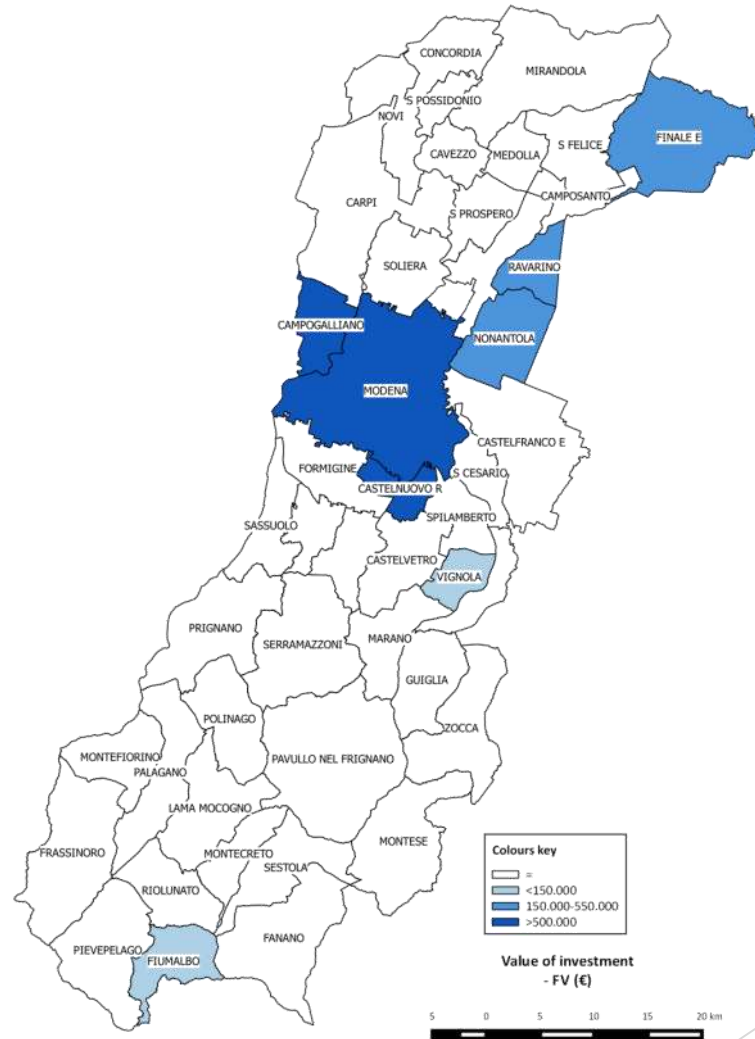 CONCORDIA
MIRANDOLA
S POSSIDONIO
NOVI
FINALE E
S FELICE
CAVEZZO
MEDOLLA
CAMPOSANTO
CARPI
S PROSPERO
SOLIERA
RAVARINO
CAMPOGALLIANO
NONANTOLA
MODENA
CASTELFRANCO E
FORMIGINE
S CESARIO
CASTELNUOVO R
SPILAMBERTO
SASSUOLO
CASTELVETRO
VIGNOLA
PRIGNANO
MARANO
SERRAMAZZONI
GUIGLIA
POLINAGO
ZOCCA
MONTEFIORINO
PAVULLO NEL FRIGNANO
PALAGANO
LAMA MOCOGNO
MONTESE
FRASSINORO
MONTECRETO
SESTOLA
RIOLUNATO
FANANO
PIEVEPELAGO
FIUMALBO
Colours key
=
<150.000
150.000-550.000
>500.000
Value of investment
- FV (€)
5 0 5 10 15 20 km